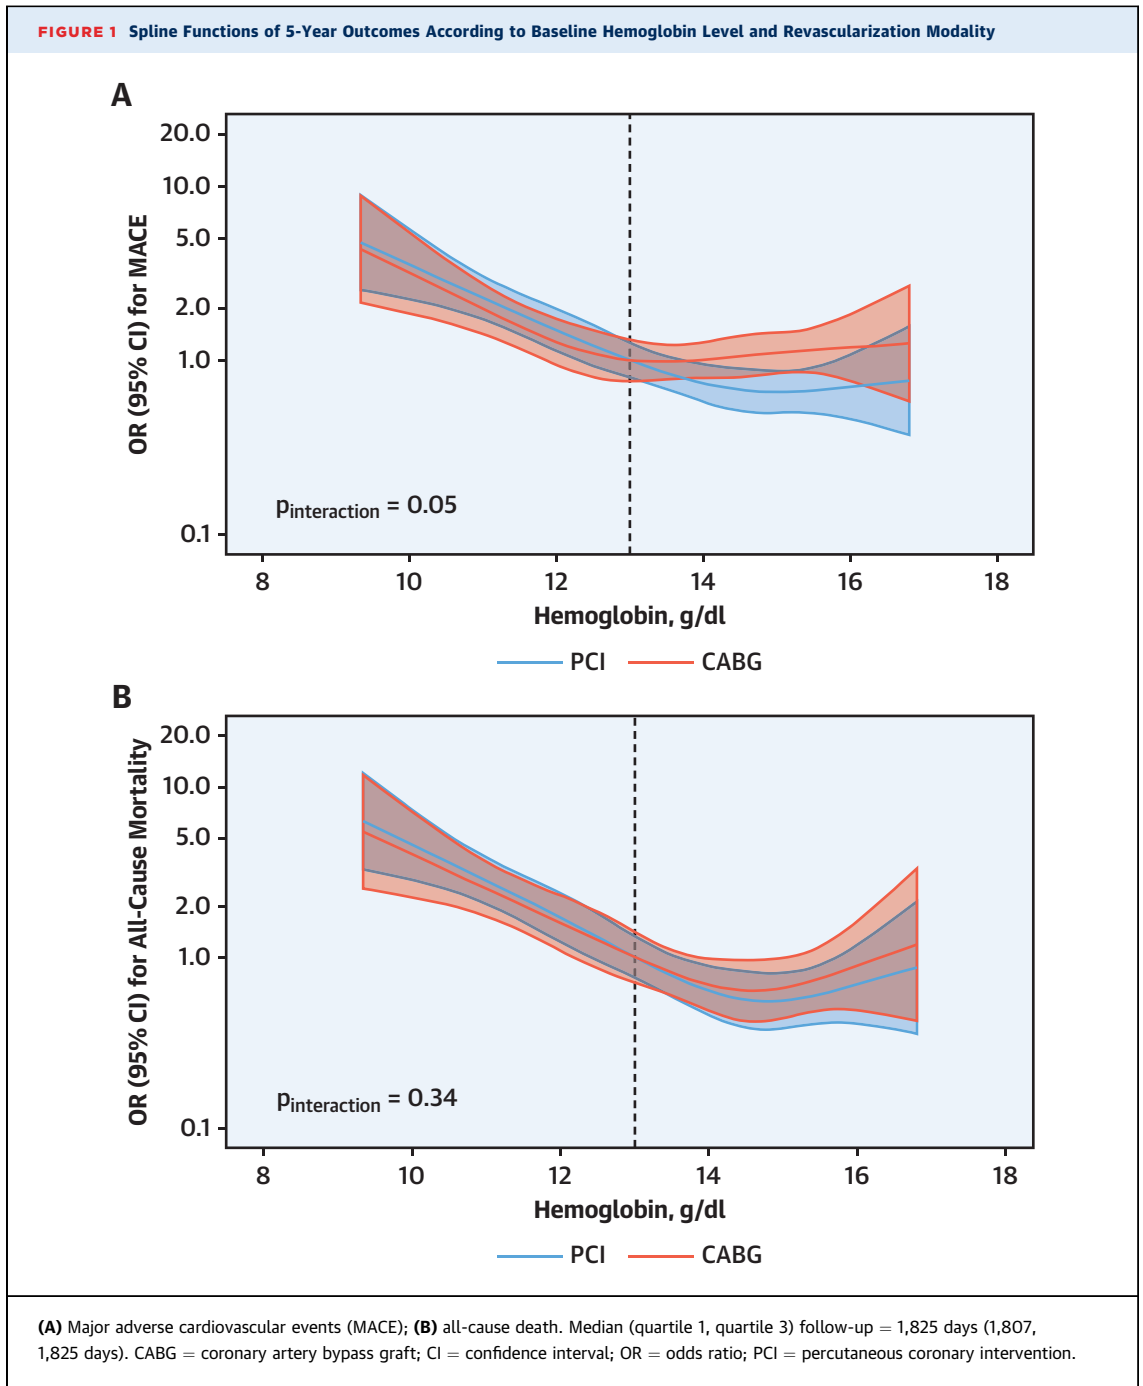 FIGURE 1 Spline Functions of 5-Year Outcomes According to Baseline Hemoglobin Level and Revascularization Modality
A
OR (95% CI) for MACE
20.0
10.0
5.0
2.0
1.0
0.1
pinteraction = 0.05
8 10 12 14 16 18
Hemoglobin, g/dl
PCI CABG
B
OR (95% CI) for All-Cause Mortality
20.0
10.0
5.0
2.0
1.0
0.1
pinteraction = 0.34
8 10 12 14 16 18
Hemoglobin, g/dl
PCI CABG
(A) Major adverse cardiovascular events (MACE); (B) all-cause death. Median (quartile 1, quartile 3) follow-up = 1,825 days (1,807,
1,825 days). CABG = coronary artery bypass graft; CI = confidence interval; OR = odds ratio; PCI = percutaneous coronary intervention.